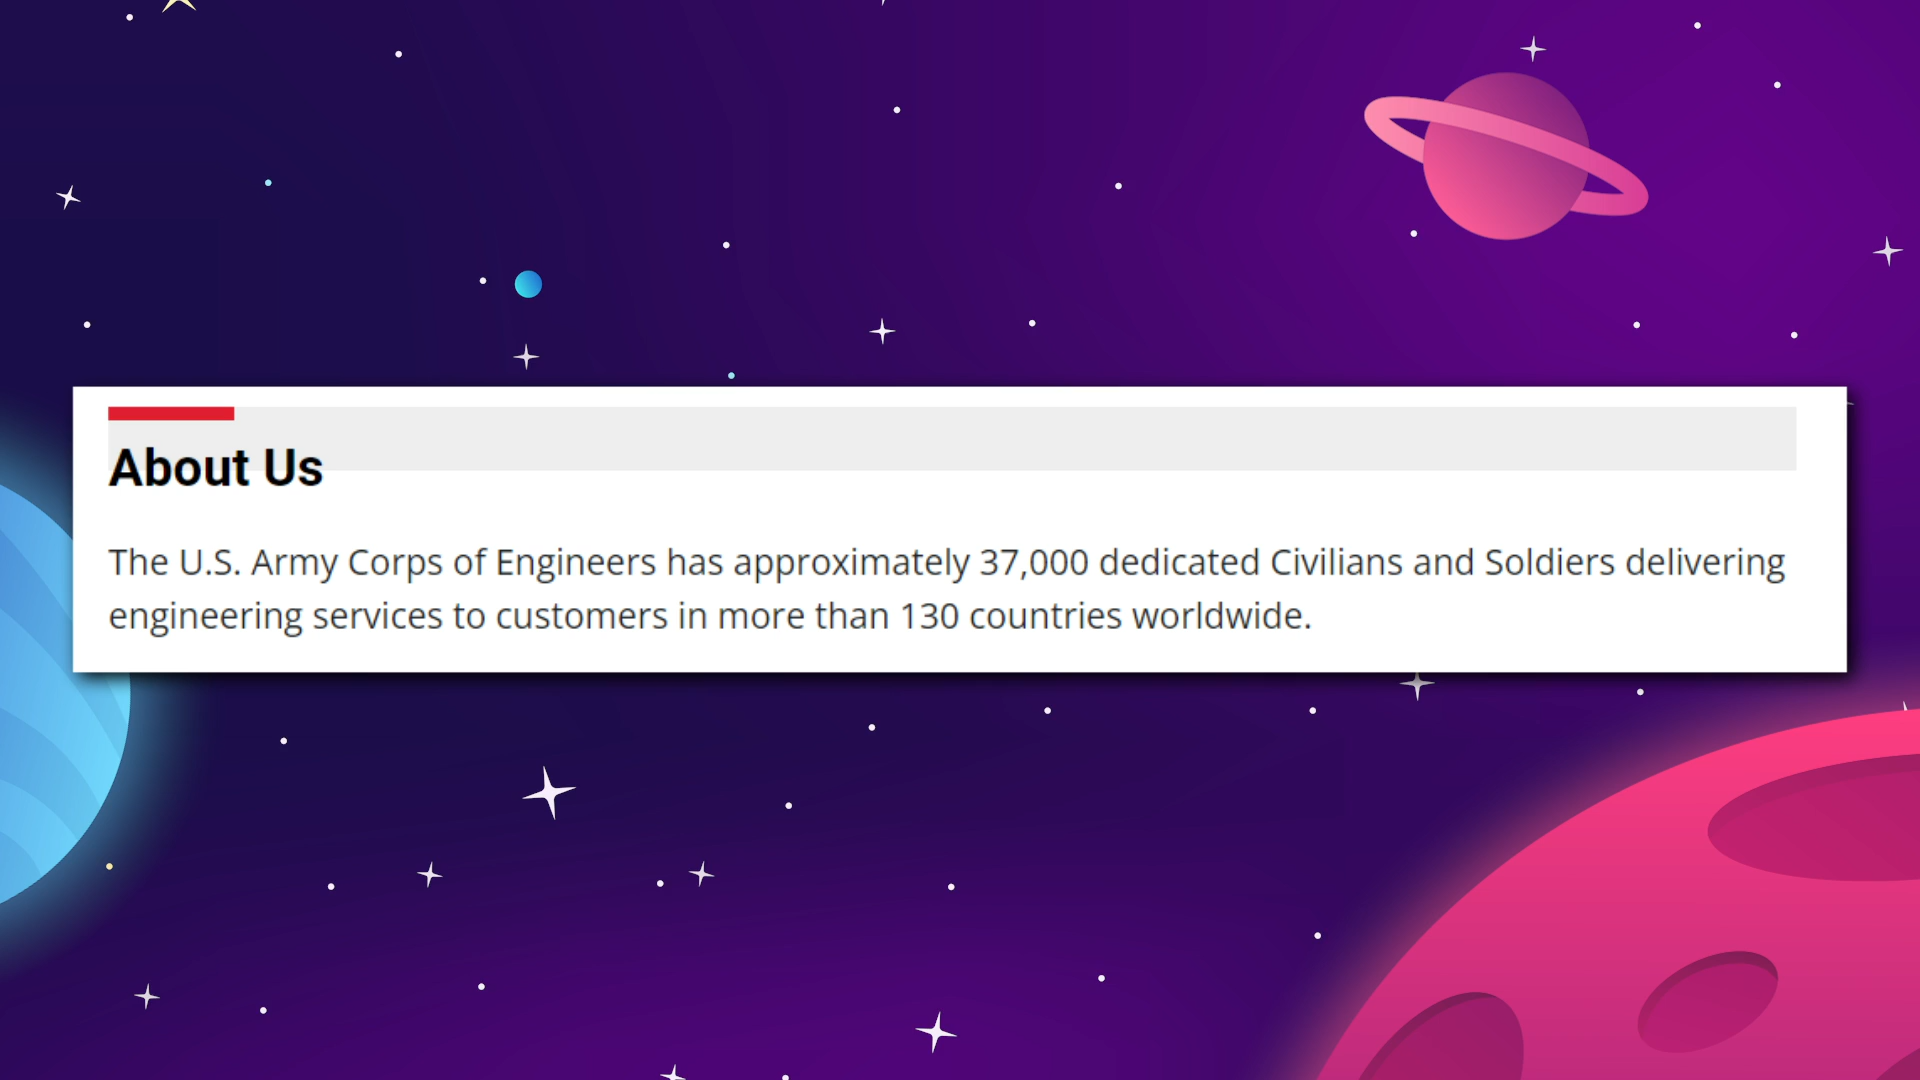 About Us
The U.S. Army Corps of Engineers has approximately 37,000 dedicated Civilians and Soldiers delivering
engineering services to customers in more than 130 countries worldwide.